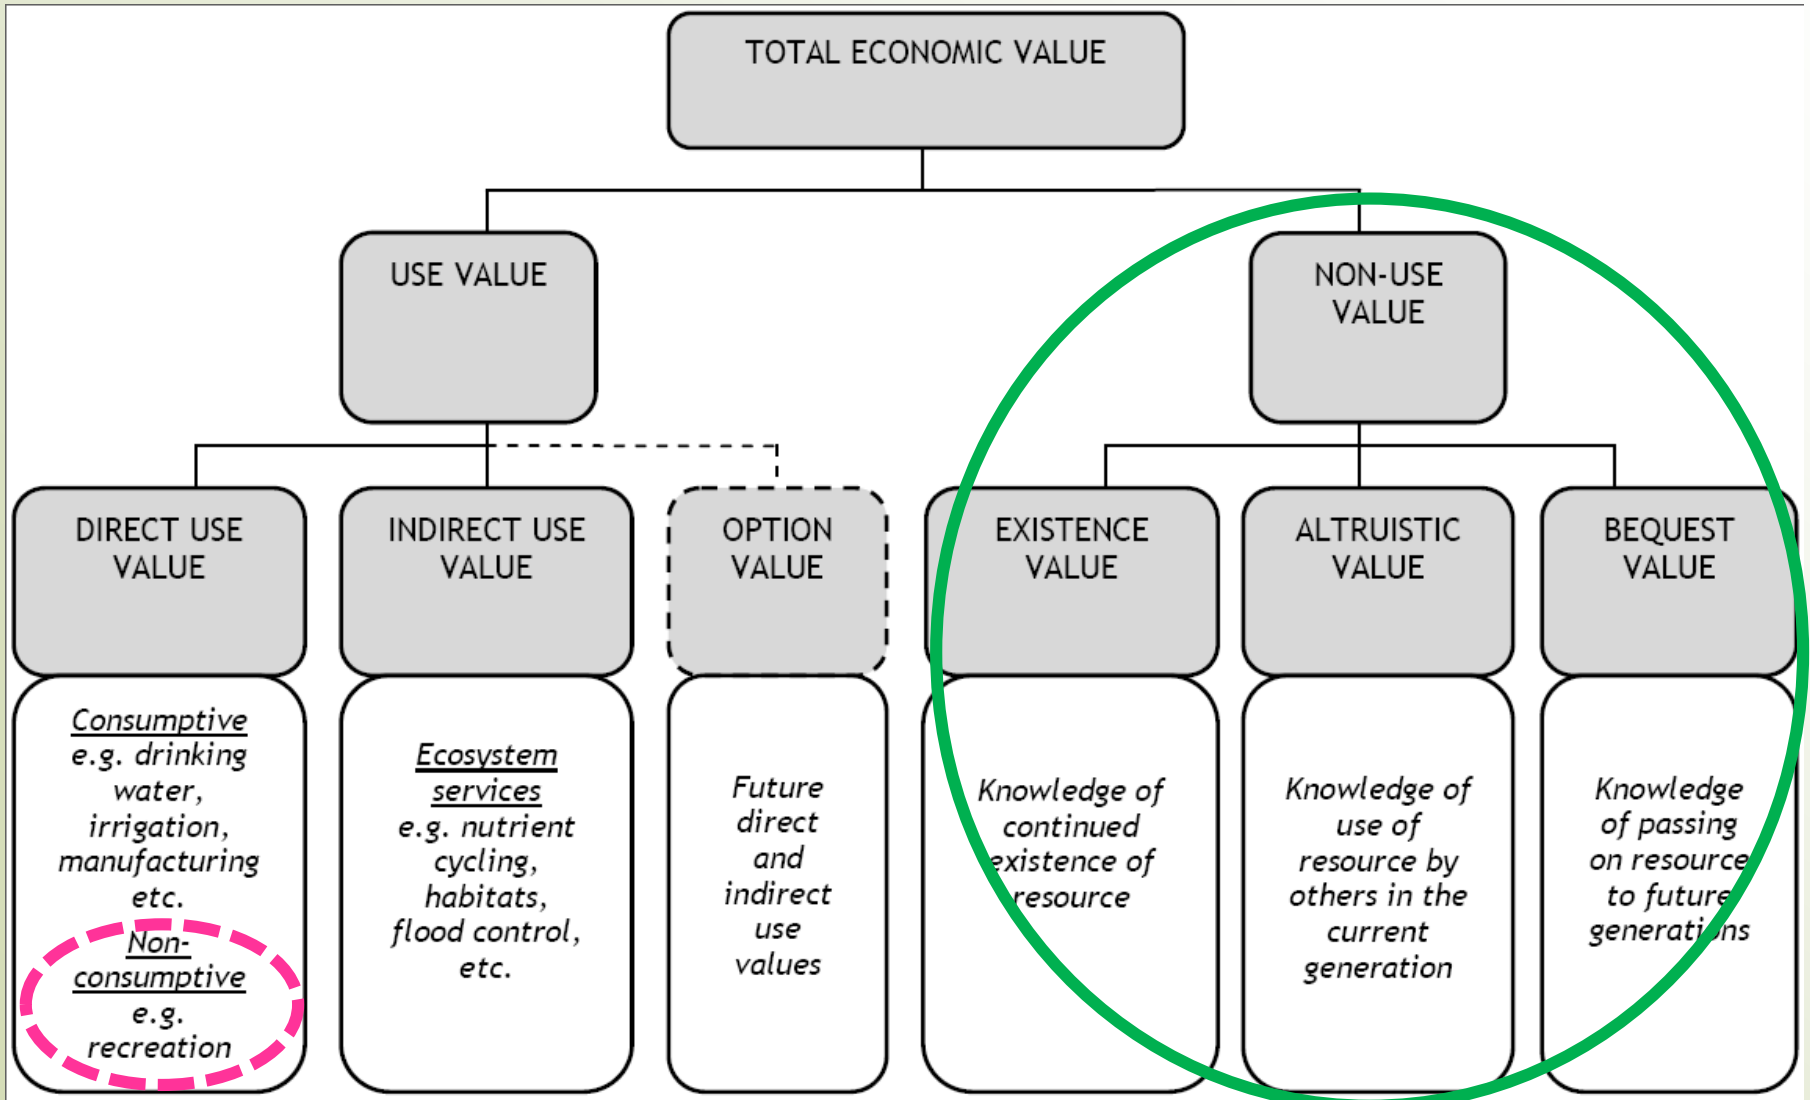 TOTAL ECONOMIC VALUE
USE VALUE
NON-USE
VALUE
DIRECT USE
VALUE
INDIRECT USE
VALUE
OPTION
VALUE
EXISTENCE
VALUE
ALTRUISTIC
VALUE
BEQUEST
VALUE
Consumptive
e.g. drinking
water,
irrigation,
manufacturing
etc.
Non-
consumptive
e.g.
recreation
Ecosystem
services
e.g. nutrient
cycling,
habitats,
flood control,
etc.
Future
direct
and
indirect
use
values
Knowledge of
continued
existence of
resource
Knowledge of
use of
resource by
others in the
current
generation
Knowledge
of passing
on resource
to future
generations